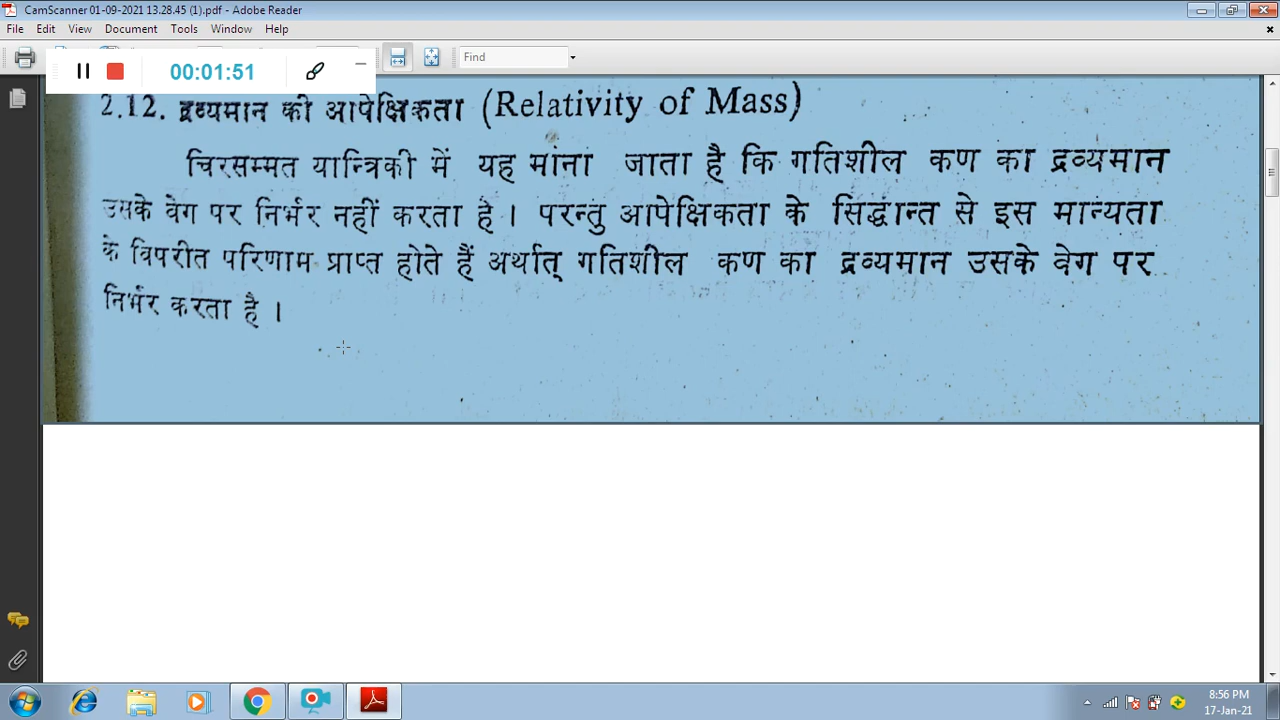 CamScanner 01-09-2021 13.28.45 (1).pdf - Adobe Reader
File Edit View Document Tools Window Help
00:01:51
Find
2.12. द्रव्यमान की आपेक्षिकता (Relativity of Mass)
चिरसम्मत यान्त्रिकी में यह माना जाता है कि गतिशील कण का द्रव्यमान
उसके वेग पर निर्भर नहीं करता है । परन्तु आपेक्षिकता के सिद्धान्त से इस मान्यता
के विपरीत परिणाम प्राप्त होते हैं अर्थात् गतिशील कण का द्रव्यमान उसके वेग पर
निर्भर करता है ।
8:56 PM
17-Jan-21